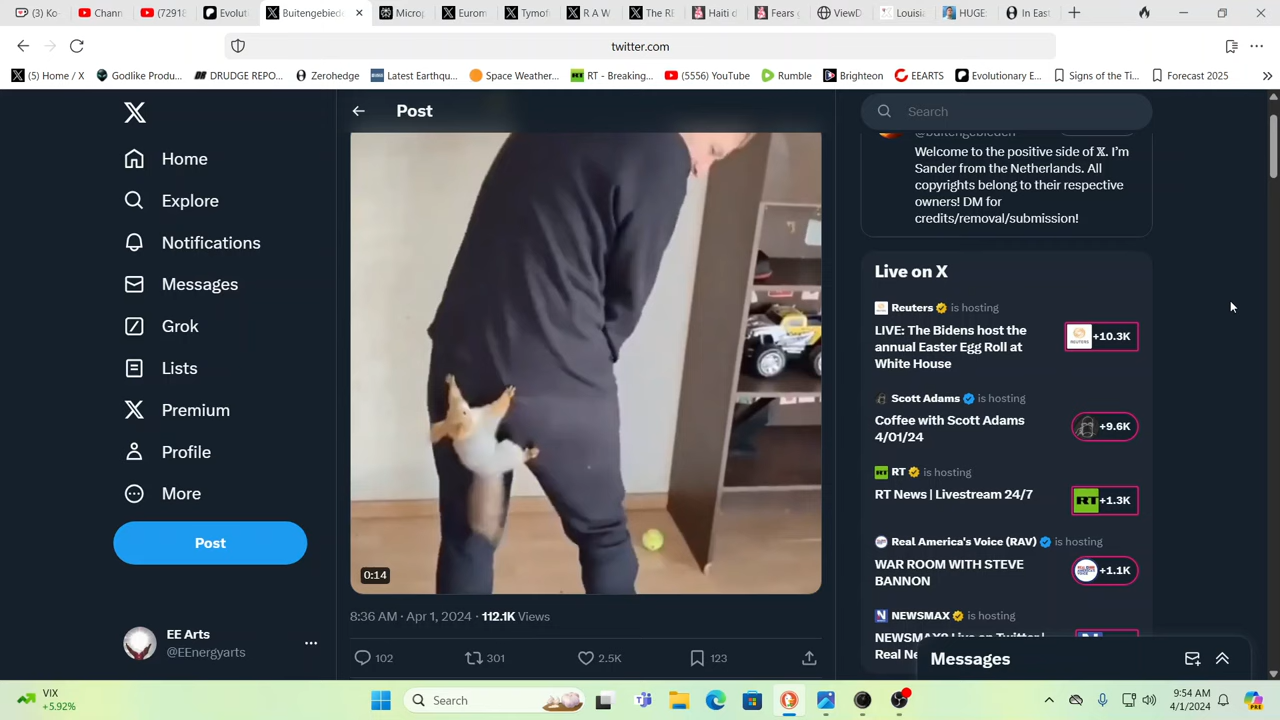 (3) Ko
Chann
(72918
Evoluti
Buitengebiede
Microp
Eurom
Tymof
R A W
The RE
Haiti d
Fears g
ViewD
Louisia
HUGE:
In East
twitter.com
(5) Home / X
Godlike Produ...
DRUDGE REPO...
Zerohedge
Latest Earthqu...
Space Weather...
RT - Breaking...
(5556) YouTube
Rumble
Brighteon
EEARTS
Evolutionary E...
Signs of the Ti...
Forecast 2025
Home
Explore
Notifications
Messages
Grok
Lists
Premium
Profile
More
Post
EE Arts
@EEnergyarts
Post
0:14
8:36 AM · Apr 1, 2024 · 112.1K Views
102
301
2.5K
123
Search
@buitengebieden
Welcome to the positive side of 𝕏. I'm
Sander from the Netherlands. All
copyrights belong to their respective
owners! DM for
credits/removal/submission!
Live on X
Reuters is hosting
LIVE: The Bidens host the
annual Easter Egg Roll at
White House
+10.3K
Scott Adams is hosting
Coffee with Scott Adams
4/01/24
+9.6K
RT is hosting
RT News | Livestream 24/7
+1.3K
Real America's Voice (RAV) is hosting
WAR ROOM WITH STEVE
BANNON
+1.1K
NEWSMAX is hosting
NEWSMAX2 Live on Twitter |
Real Ne
Messages
VIX
+5.92%
Search
9:54 AM
4/1/2024